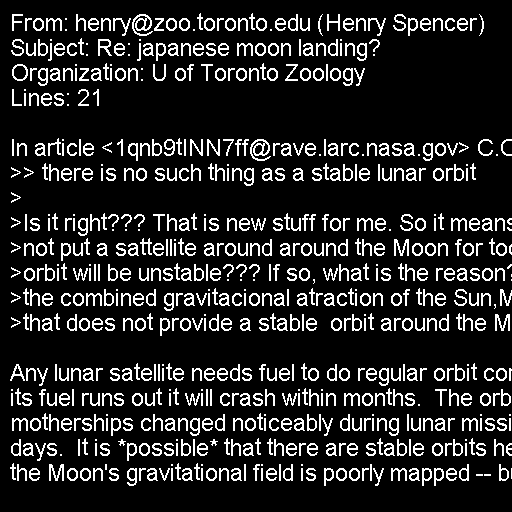 From: henry@zoo.toronto.edu (Henry Spencer)
Subject: Re: japanese moon landing?
Organization: U of Toronto Zoology
Lines: 21

In article <1qnb9tINN7ff@rave.larc.nasa.gov> C.O
>> there is no such thing as a stable lunar orbit
>
>Is it right??? That is new stuff for me. So it means
>not put a sattellite around around the Moon for too
>orbit will be unstable??? If so, what is the reason?
>the combined gravitacional atraction of the Sun,M
>that does not provide a stable  orbit around the M

Any lunar satellite needs fuel to do regular orbit cor
its fuel runs out it will crash within months.  The orb
motherships changed noticeably during lunar missi
days.  It is *possible* that there are stable orbits he
the Moon's gravitational field is poorly mapped -- bu